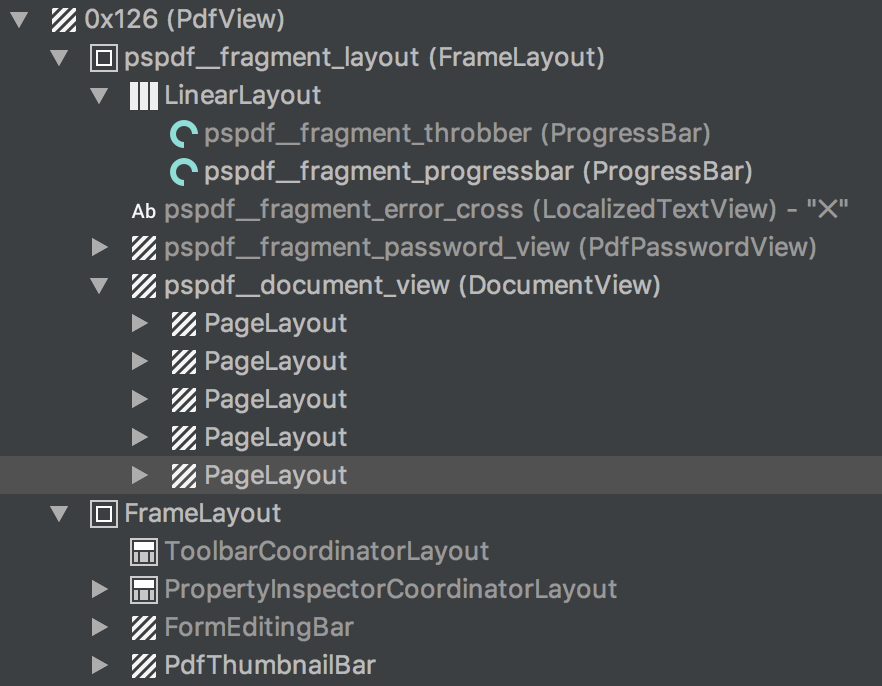 0x126 (PdfView)
pspdf__fragment_layout (FrameLayout)
LinearLayout
pspdf__fragment_throbber (ProgressBar)
pspdf__fragment_progressbar (ProgressBar)
Ab pspdf__fragment_error_cross (LocalizedTextView) - "✕"
pspdf__fragment_password_view (PdfPasswordView)
pspdf__document_view (DocumentView)
PageLayout
PageLayout
PageLayout
PageLayout
PageLayout
FrameLayout
ToolbarCoordinatorLayout
PropertyInspectorCoordinatorLayout
FormEditingBar
PdfThumbnailBar